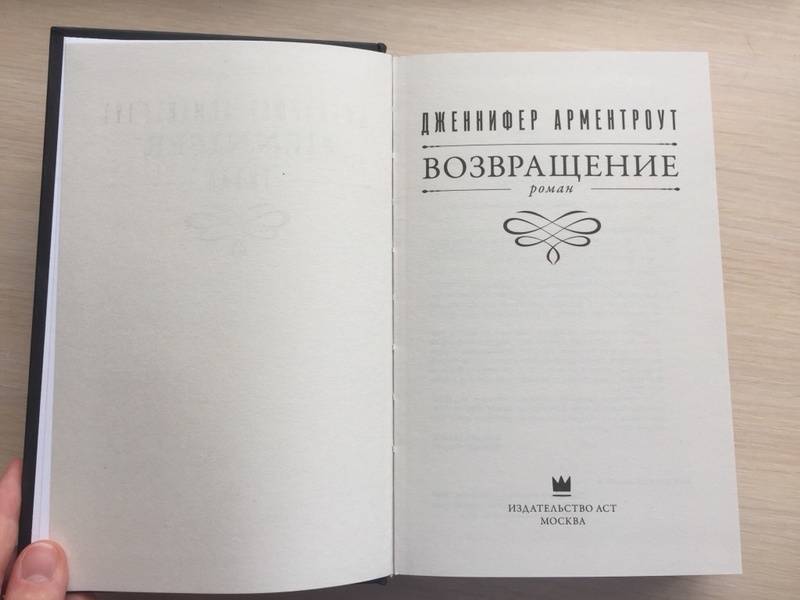 ДЖЕННИФЕР АРМЕНТРОУТ
ВОЗВРАЩЕНИЕ
роман
ИЗДАТЕЛЬСТВО АСТ
МОСКВА